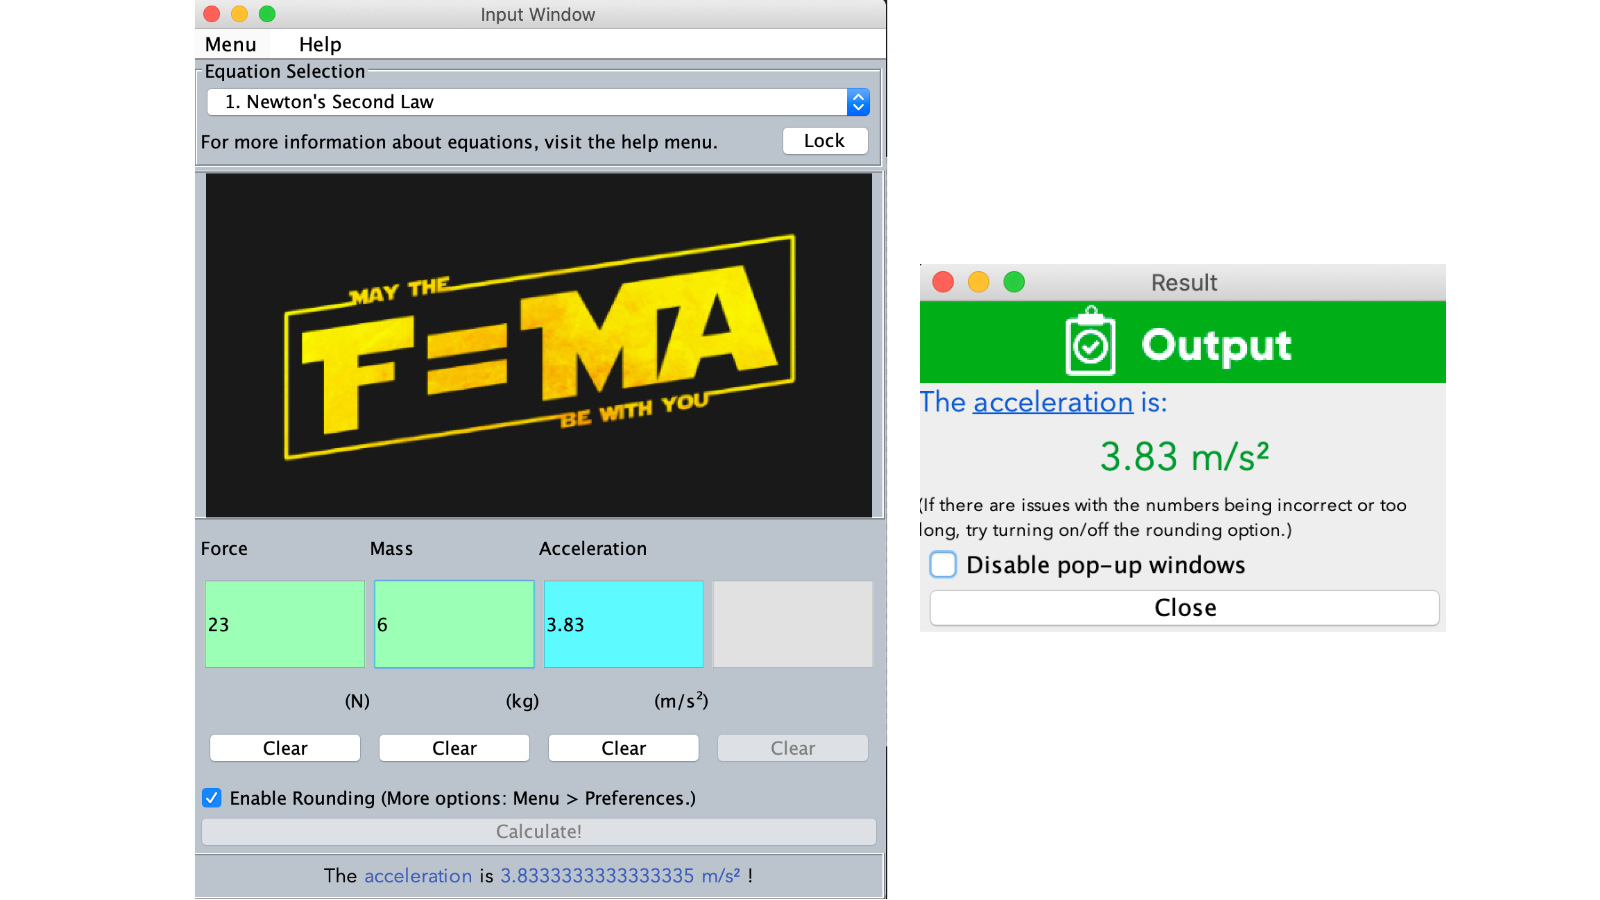 Input Window
Menu Help
Equation Selection
1. Newton's Second Law
For more information about equations, visit the help menu. Lock
MAY THE
F=MA
BE WITH YOU
Force Mass Acceleration
23 6 3.83
(N) (kg) (m/s²)
Clear Clear Clear Clear
Enable Rounding (More options: Menu > Preferences.)
Calculate!
The acceleration is 3.8333333333333335 m/s² !
Result
Output
The acceleration is:
3.83 m/s²
(If there are issues with the numbers being incorrect or too
long, try turning on/off the rounding option.)
Disable pop-up windows
Close